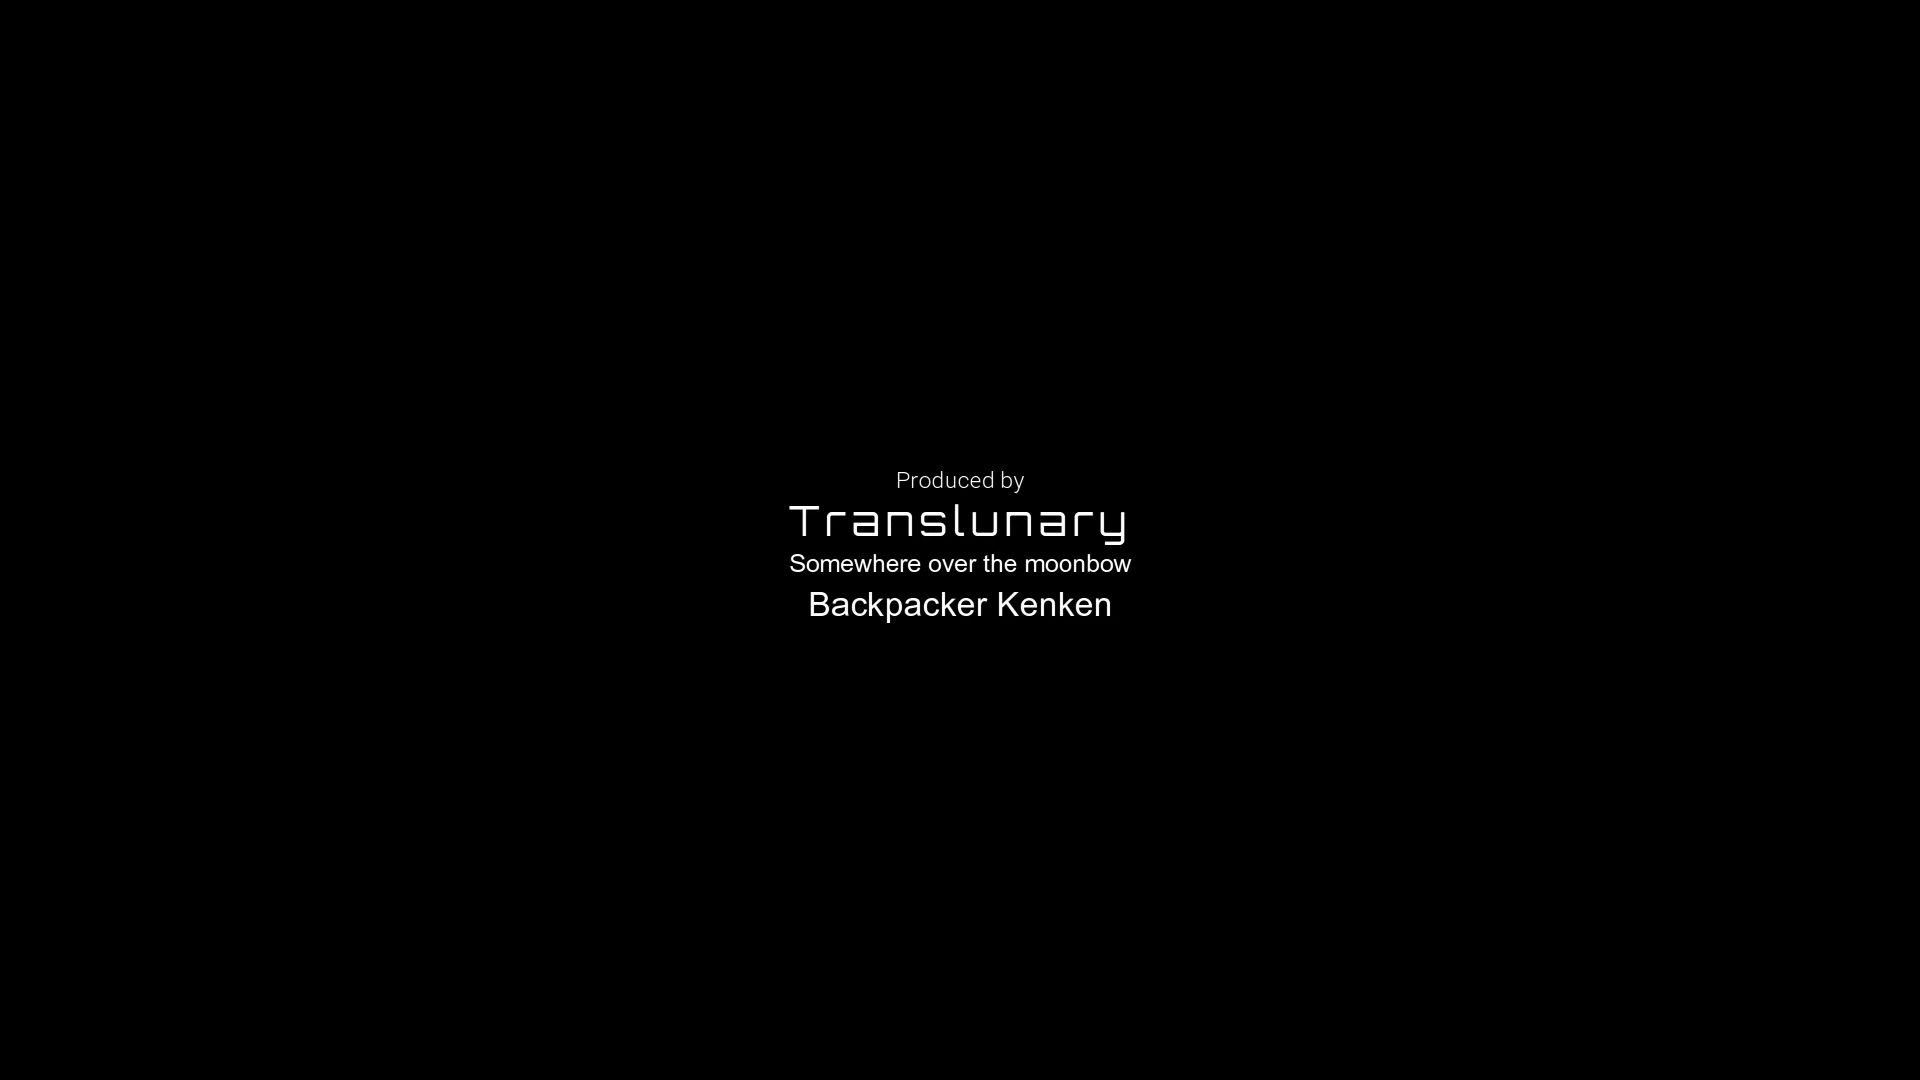 Produced by
Translunary
Somewhere over the moonbow
Backpacker Kenken